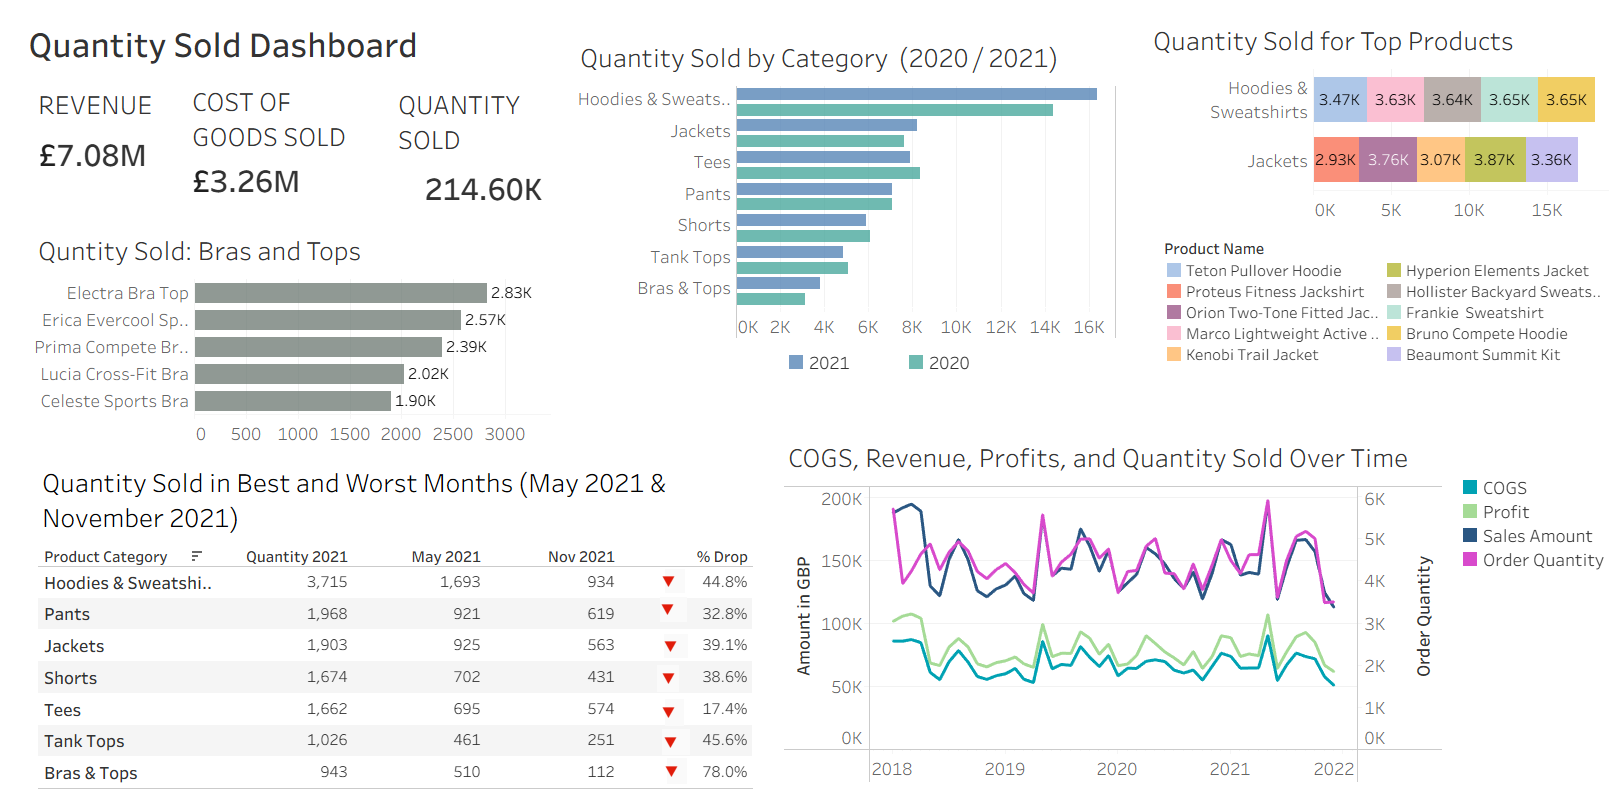 Quantity Sold Dashboard
REVENUE
£7.08M
COST OF
GOODS SOLD
£3.26M
QUANTITY
SOLD
214.60K
Quntity Sold: Bras and Tops
Electra Bra Top 2.83K
Erica Evercool Sp.. 2.57K
Prima Compete Br.. 2.39K
Lucia Cross-Fit Bra 2.02K
Celeste Sports Bra 1.90K
0 500 1000 1500 2000 2500 3000
Quantity Sold by Category (2020 / 2021)
Hoodies & Sweats..
Jackets
Tees
Pants
Shorts
Tank Tops
Bras & Tops
0K 2K 4K 6K 8K 10K 12K 14K 16K
2021 2020
Quantity Sold for Top Products
Hoodies &
Sweatshirts
3.47K 3.63K 3.64K 3.65K 3.65K
Jackets 2.93K 3.76K 3.07K 3.87K 3.36K
0K 5K 10K 15K
Product Name
Teton Pullover Hoodie
Proteus Fitness Jackshirt
Orion Two-Tone Fitted Jac..
Marco Lightweight Active ..
Kenobi Trail Jacket
Hyperion Elements Jacket
Hollister Backyard Sweats..
Frankie Sweatshirt
Bruno Compete Hoodie
Beaumont Summit Kit
Quantity Sold in Best and Worst Months (May 2021 &
November 2021)
Product Category Quantity 2021 May 2021 Nov 2021 % Drop
Hoodies & Sweatshi.. 3,715 1,693 934 ▼ 44.8%
Pants 1,968 921 619 ▼ 32.8%
Jackets 1,903 925 563 ▼ 39.1%
Shorts 1,674 702 431 ▼ 38.6%
Tees 1,662 695 574 ▼ 17.4%
Tank Tops 1,026 461 251 ▼ 45.6%
Bras & Tops 943 510 112 ▼ 78.0%
COGS, Revenue, Profits, and Quantity Sold Over Time
Amount in GBP
200K
150K
100K
50K
0K
6K
5K
4K
3K
2K
1K
0K
Order Quantity
2018 2019 2020 2021 2022
COGS
Profit
Sales Amount
Order Quantity